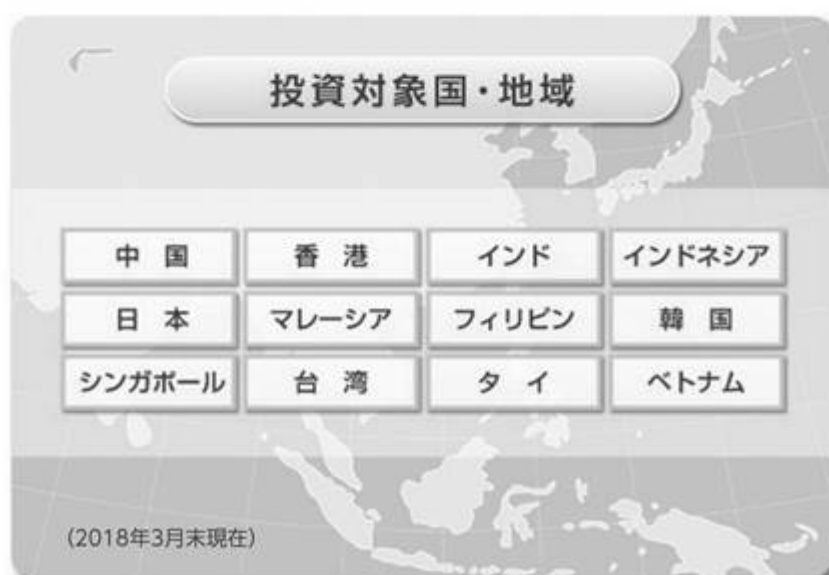 投資対象国・地域
中 国 香 港 インド インドネシア
日 本 マレーシア フィリピン 韓 国
シンガポール 台 湾 タ イ ベトナム
(2018年3月末現在)